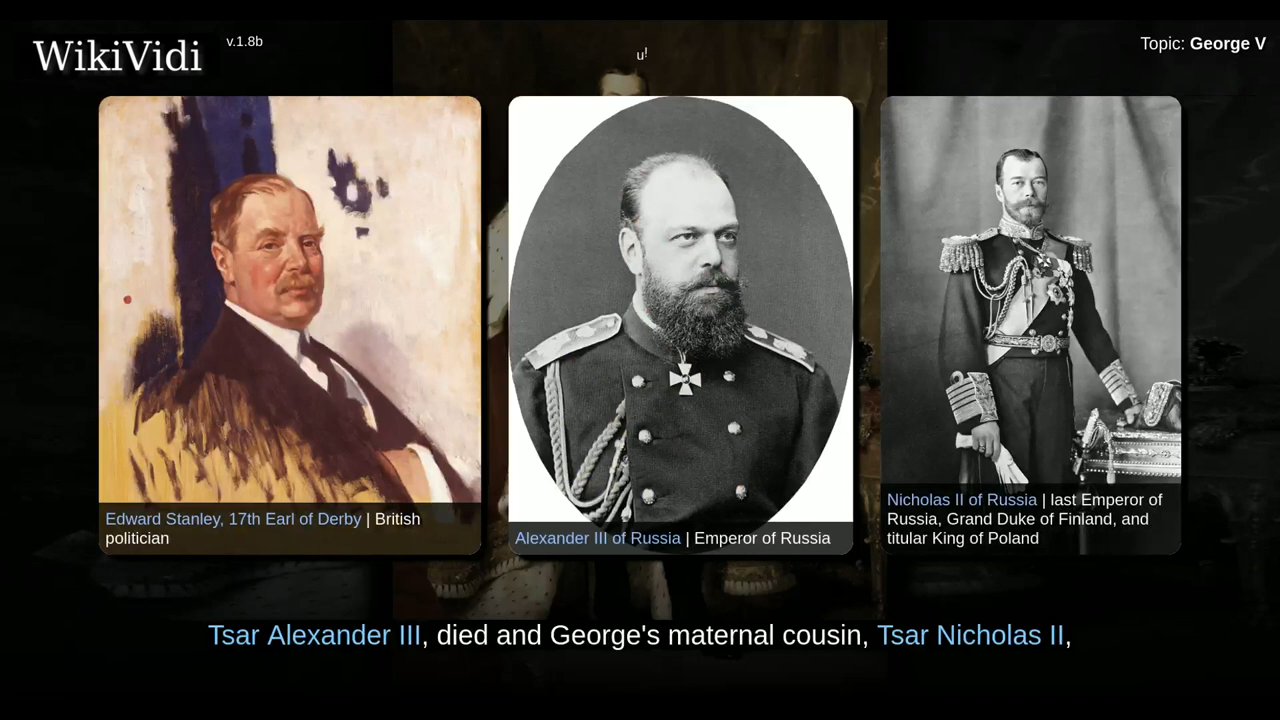 WikiVidi
v.1.8b
u!
Topic: George V
Edward Stanley, 17th Earl of Derby | British
politician
Alexander III of Russia | Emperor of Russia
Nicholas II of Russia | last Emperor of
Russia, Grand Duke of Finland, and
titular King of Poland
Tsar Alexander III, died and George's maternal cousin, Tsar Nicholas II,